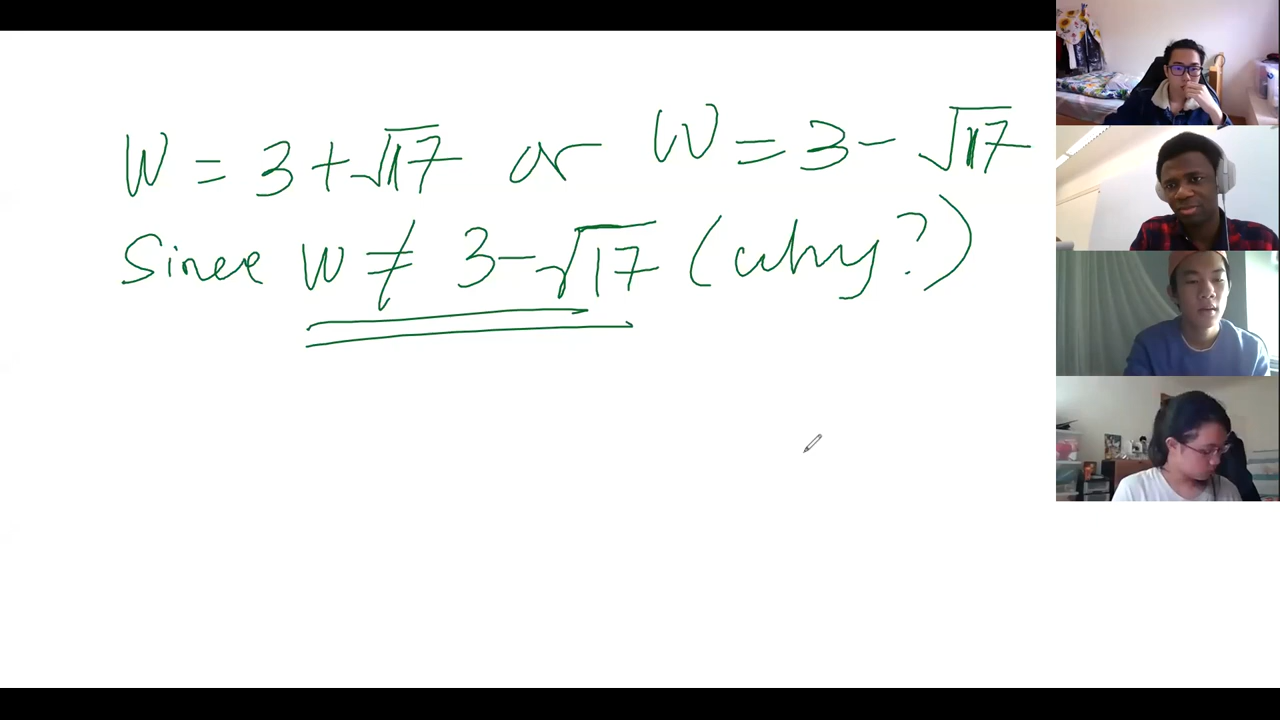 W = 3 + √17 or W = 3 - √17
Since W ≠ 3 - √17 (why?)